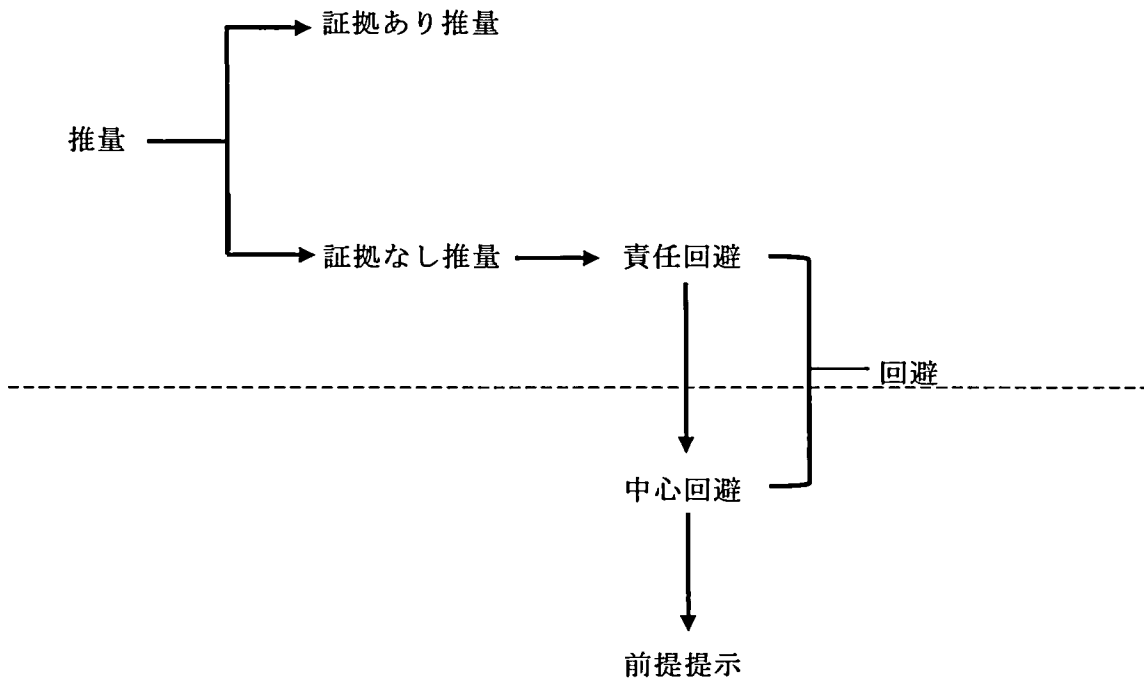 証拠あり推量
推量
証拠なし推量
責任回避
回避
中心回避
前提提示